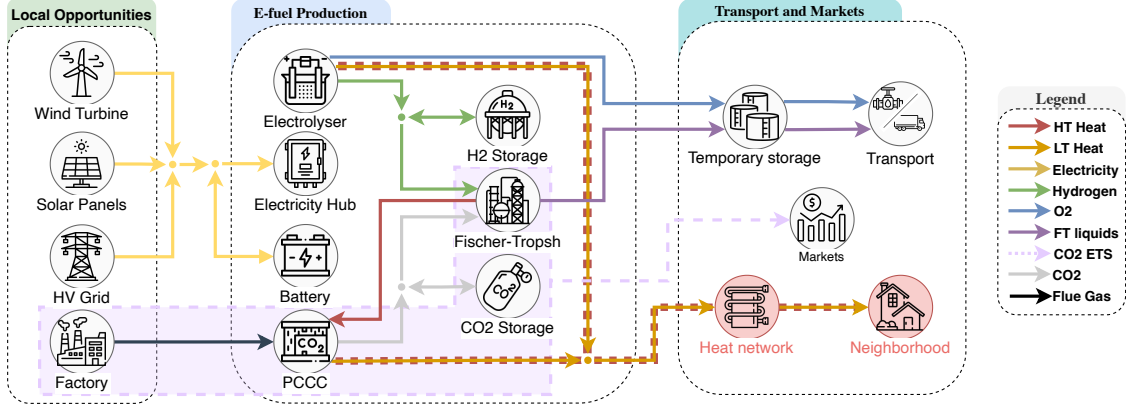 Local Opportunities
E-fuel Production
Transport and Markets
Wind Turbine
Solar Panels
HV Grid
Factory
Electrolyser
H2
H2 Storage
Electricity Hub
Fischer-Tropsh
Battery
CO2
CO2 Storage
CO2
PCCC
Temporary storage
Transport
$
Markets
Heat network
Neighborhood
Legend
HT Heat
LT Heat
Electricity
Hydrogen
O2
FT liquids
CO2 ETS
CO2
Flue Gas